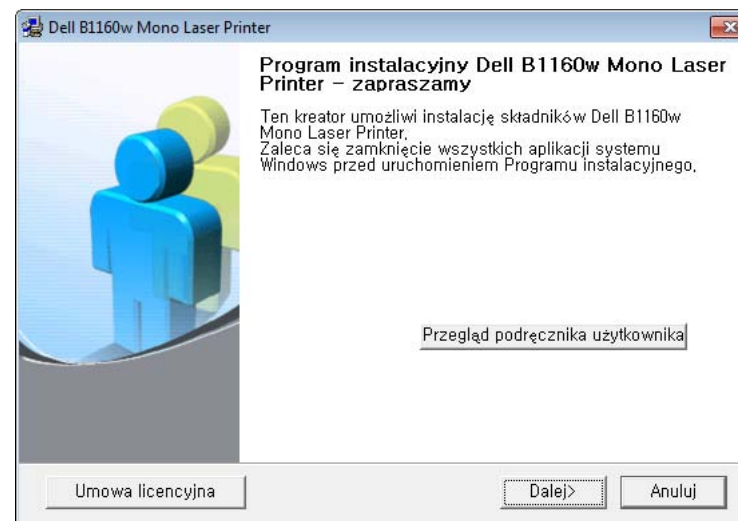 Dell B1160w Mono Laser Printer
Program instalacyjny Dell B1160w Mono Laser
Printer – zapraszamy
Ten kreator umożliwi instalację składników Dell B1160w
Mono Laser Printer.
Zaleca się zamknięcie wszystkich aplikacji systemu
Windows przed uruchomieniem Programu instalacyjnego.
Przegląd podręcznika użytkownika
Umowa licencyjna
Dalej>
Anuluj